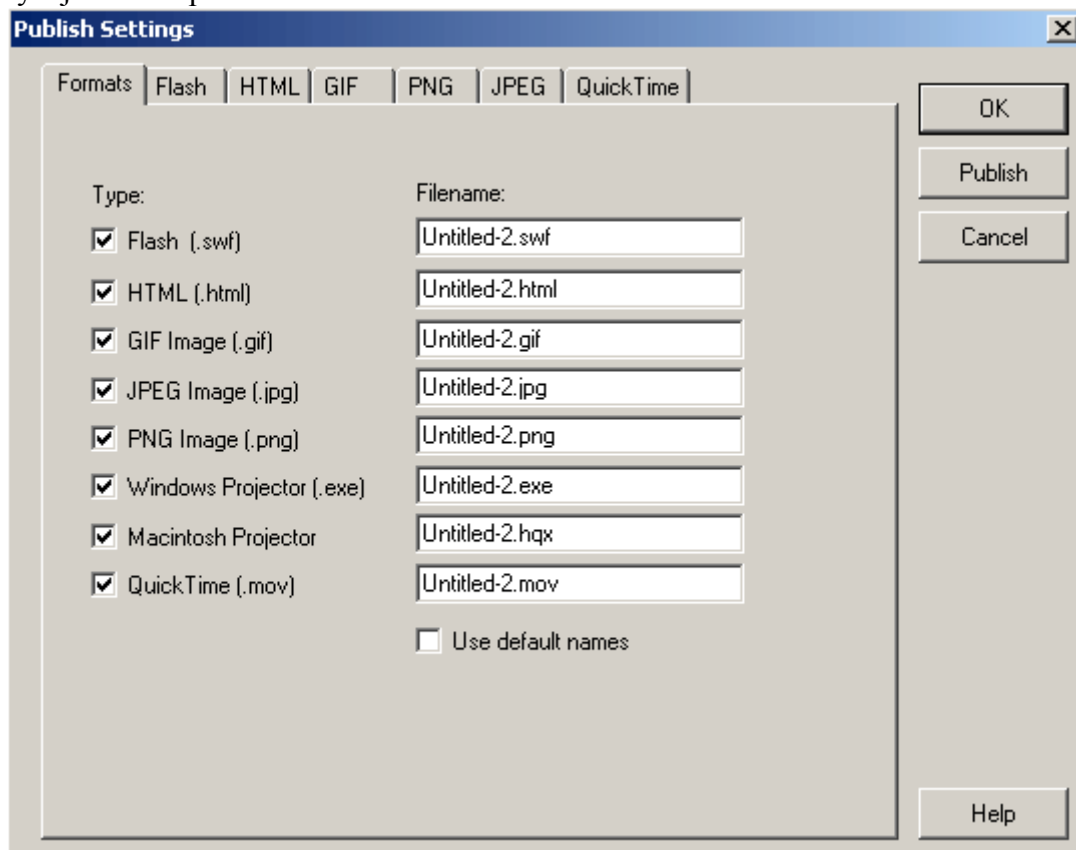 Publish Settings
Formats Flash HTML GIF PNG JPEG QuickTime
OK
Publish
Cancel
Type: Filename:
Flash (.swf) Untitled-2.swf
HTML (.html) Untitled-2.html
GIF Image (.gif) Untitled-2.gif
JPEG Image (.jpg) Untitled-2.jpg
PNG Image (.png) Untitled-2.png
Windows Projector (.exe) Untitled-2.exe
Macintosh Projector Untitled-2.hqx
QuickTime (.mov) Untitled-2.mov
Use default names
Help